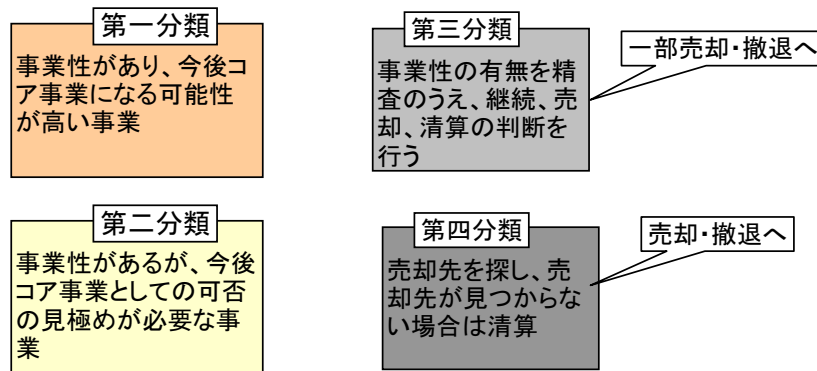 第一分類
事業性があり、今後コ
ア事業になる可能性
が高い事業
第三分類
事業性の有無を精
査のうえ、継続、売
却、清算の判断を
行う
一部売却・撤退へ
第二分類
事業性があるが、今後
コア事業としての可否
の見極めが必要な事
業
第四分類
売却先を探し、売
却先が見つからな
い場合は清算
売却・撤退へ